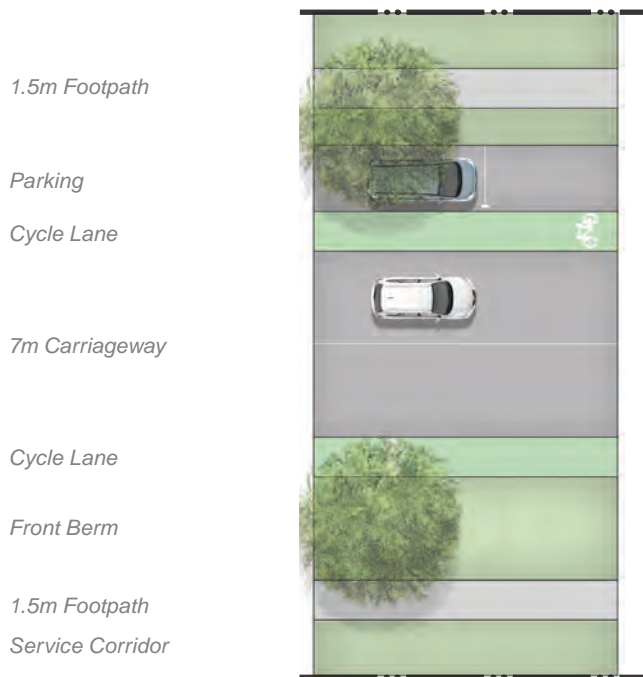 1.5m Footpath
Parking
Cycle Lane
7m Carriageway
Cycle Lane
Front Berm
1.5m Footpath
Service Corridor